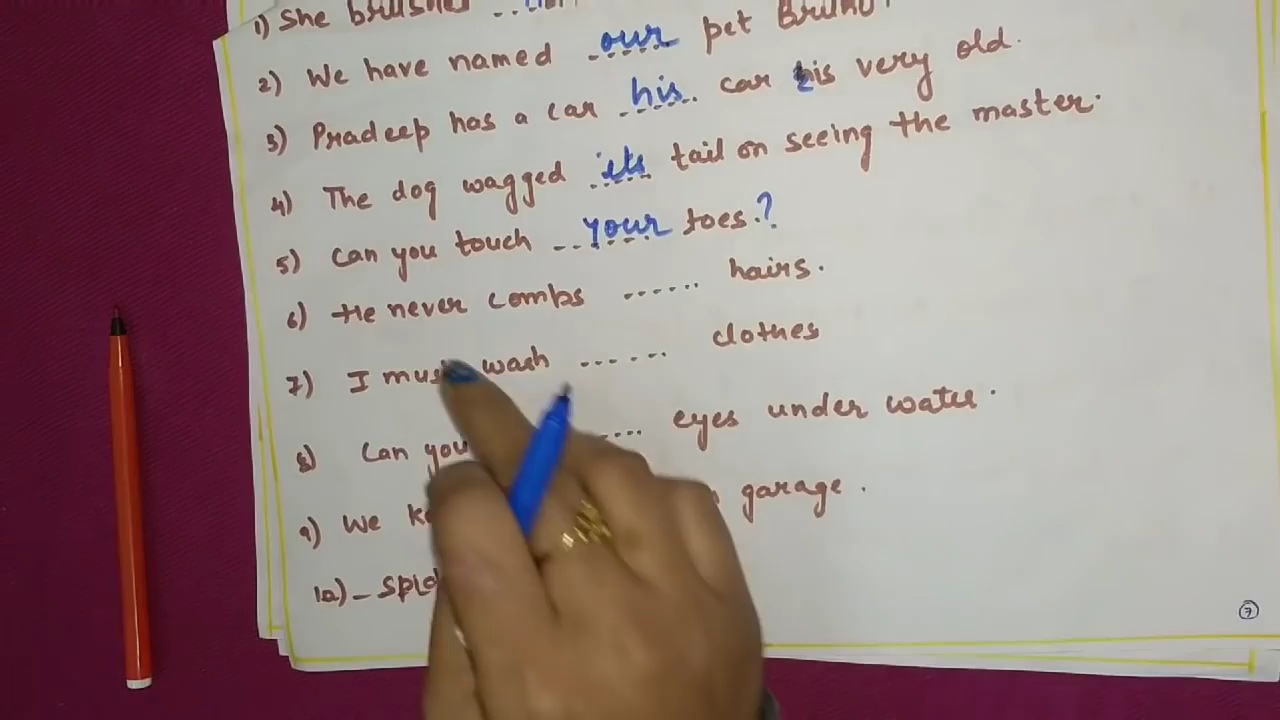 1) She
2) We have named our pet
3) Pradeep has a car his car is very old.
4) The dog wagged its tail on seeing the master.
5) Can you touch your toes.?
6) He never combs ...... hairs.
7) I must wash ...... clothes
8) Can you .... eyes under water.
9) We garage.
10)
7